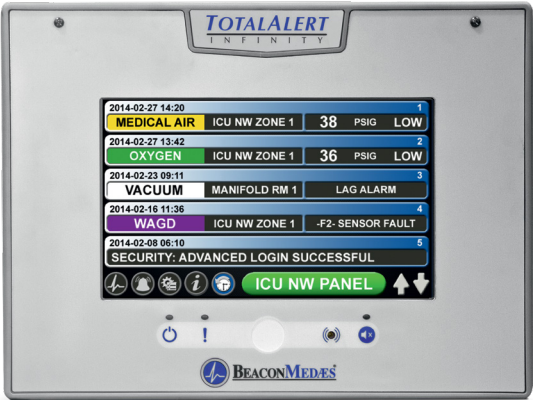 TOTALALERT
INFINITY
2014-02-27 14:20 1
MEDICAL AIR ICU NW ZONE 1 38 PSIG LOW
2014-02-27 13:42 2
OXYGEN ICU NW ZONE 1 36 PSIG LOW
2014-02-23 09:11 3
VACUUM MANIFOLD RM 1 LAG ALARM
2014-02-16 11:36 4
WAGD ICU NW ZONE 1 -F2- SENSOR FAULT
2014-02-08 06:10 5
SECURITY: ADVANCED LOGIN SUCCESSFUL
i ICU NW PANEL
!
BEACONMEDÆS